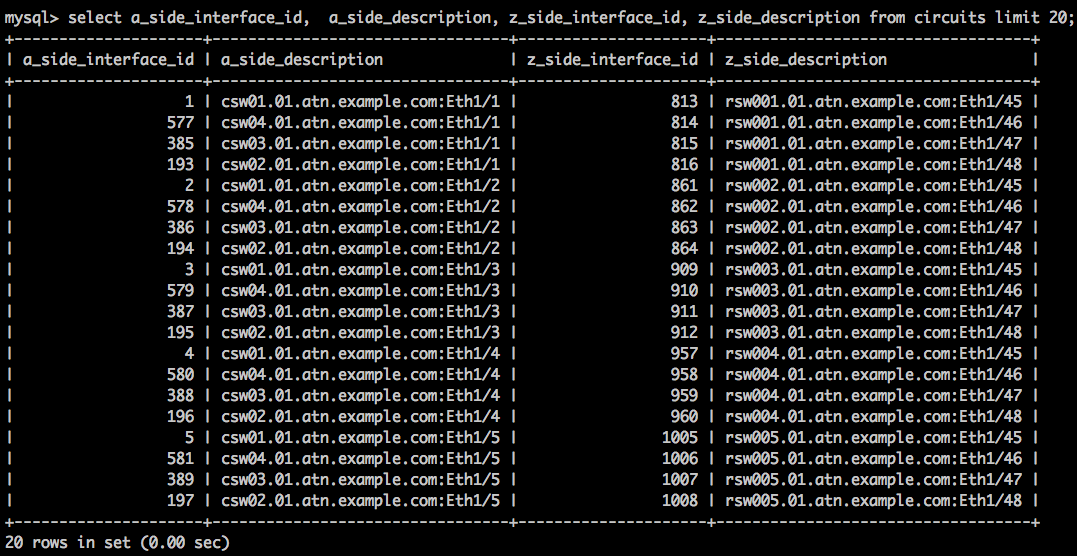 mysql> select a_side_interface_id,  a_side_description, z_side_interface_id, z_side_description from circuits limit 20;
+---------------------+-----------------------------+---------------------+-------------------------------+
| a_side_interface_id | a_side_description          | z_side_interface_id | z_side_description            |
+---------------------+-----------------------------+---------------------+-------------------------------+
|                   1 | csw01.01.atn.example.com:Eth1/1 |                 813 | rsw001.01.atn.example.com:Eth1/45 |
|                 577 | csw04.01.atn.example.com:Eth1/1 |                 814 | rsw001.01.atn.example.com:Eth1/46 |
|                 385 | csw03.01.atn.example.com:Eth1/1 |                 815 | rsw001.01.atn.example.com:Eth1/47 |
|                 193 | csw02.01.atn.example.com:Eth1/1 |                 816 | rsw001.01.atn.example.com:Eth1/48 |
|                   2 | csw01.01.atn.example.com:Eth1/2 |                 861 | rsw002.01.atn.example.com:Eth1/45 |
|                 578 | csw04.01.atn.example.com:Eth1/2 |                 862 | rsw002.01.atn.example.com:Eth1/46 |
|                 386 | csw03.01.atn.example.com:Eth1/2 |                 863 | rsw002.01.atn.example.com:Eth1/47 |
|                 194 | csw02.01.atn.example.com:Eth1/2 |                 864 | rsw002.01.atn.example.com:Eth1/48 |
|                   3 | csw01.01.atn.example.com:Eth1/3 |                 909 | rsw003.01.atn.example.com:Eth1/45 |
|                 579 | csw04.01.atn.example.com:Eth1/3 |                 910 | rsw003.01.atn.example.com:Eth1/46 |
|                 387 | csw03.01.atn.example.com:Eth1/3 |                 911 | rsw003.01.atn.example.com:Eth1/47 |
|                 195 | csw02.01.atn.example.com:Eth1/3 |                 912 | rsw003.01.atn.example.com:Eth1/48 |
|                   4 | csw01.01.atn.example.com:Eth1/4 |                 957 | rsw004.01.atn.example.com:Eth1/45 |
|                 580 | csw04.01.atn.example.com:Eth1/4 |                 958 | rsw004.01.atn.example.com:Eth1/46 |
|                 388 | csw03.01.atn.example.com:Eth1/4 |                 959 | rsw004.01.atn.example.com:Eth1/47 |
|                 196 | csw02.01.atn.example.com:Eth1/4 |                 960 | rsw004.01.atn.example.com:Eth1/48 |
|                   5 | csw01.01.atn.example.com:Eth1/5 |                1005 | rsw005.01.atn.example.com:Eth1/45 |
|                 581 | csw04.01.atn.example.com:Eth1/5 |                1006 | rsw005.01.atn.example.com:Eth1/46 |
|                 389 | csw03.01.atn.example.com:Eth1/5 |                1007 | rsw005.01.atn.example.com:Eth1/47 |
|                 197 | csw02.01.atn.example.com:Eth1/5 |                1008 | rsw005.01.atn.example.com:Eth1/48 |
+---------------------+-----------------------------+---------------------+-------------------------------+
20 rows in set (0.00 sec)